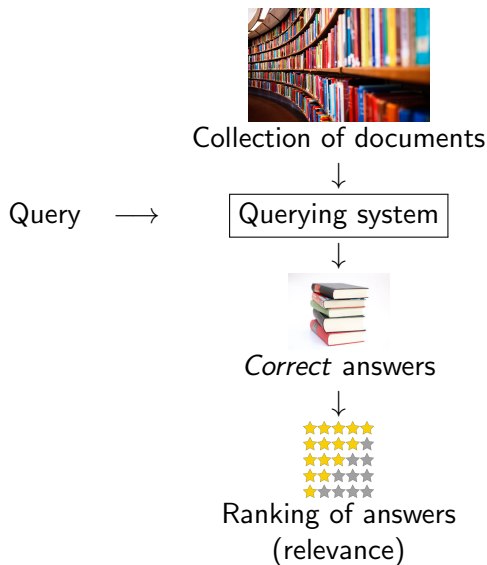 Collection of documents
Query
Querying system
Correct answers
Ranking of answers
(relevance)